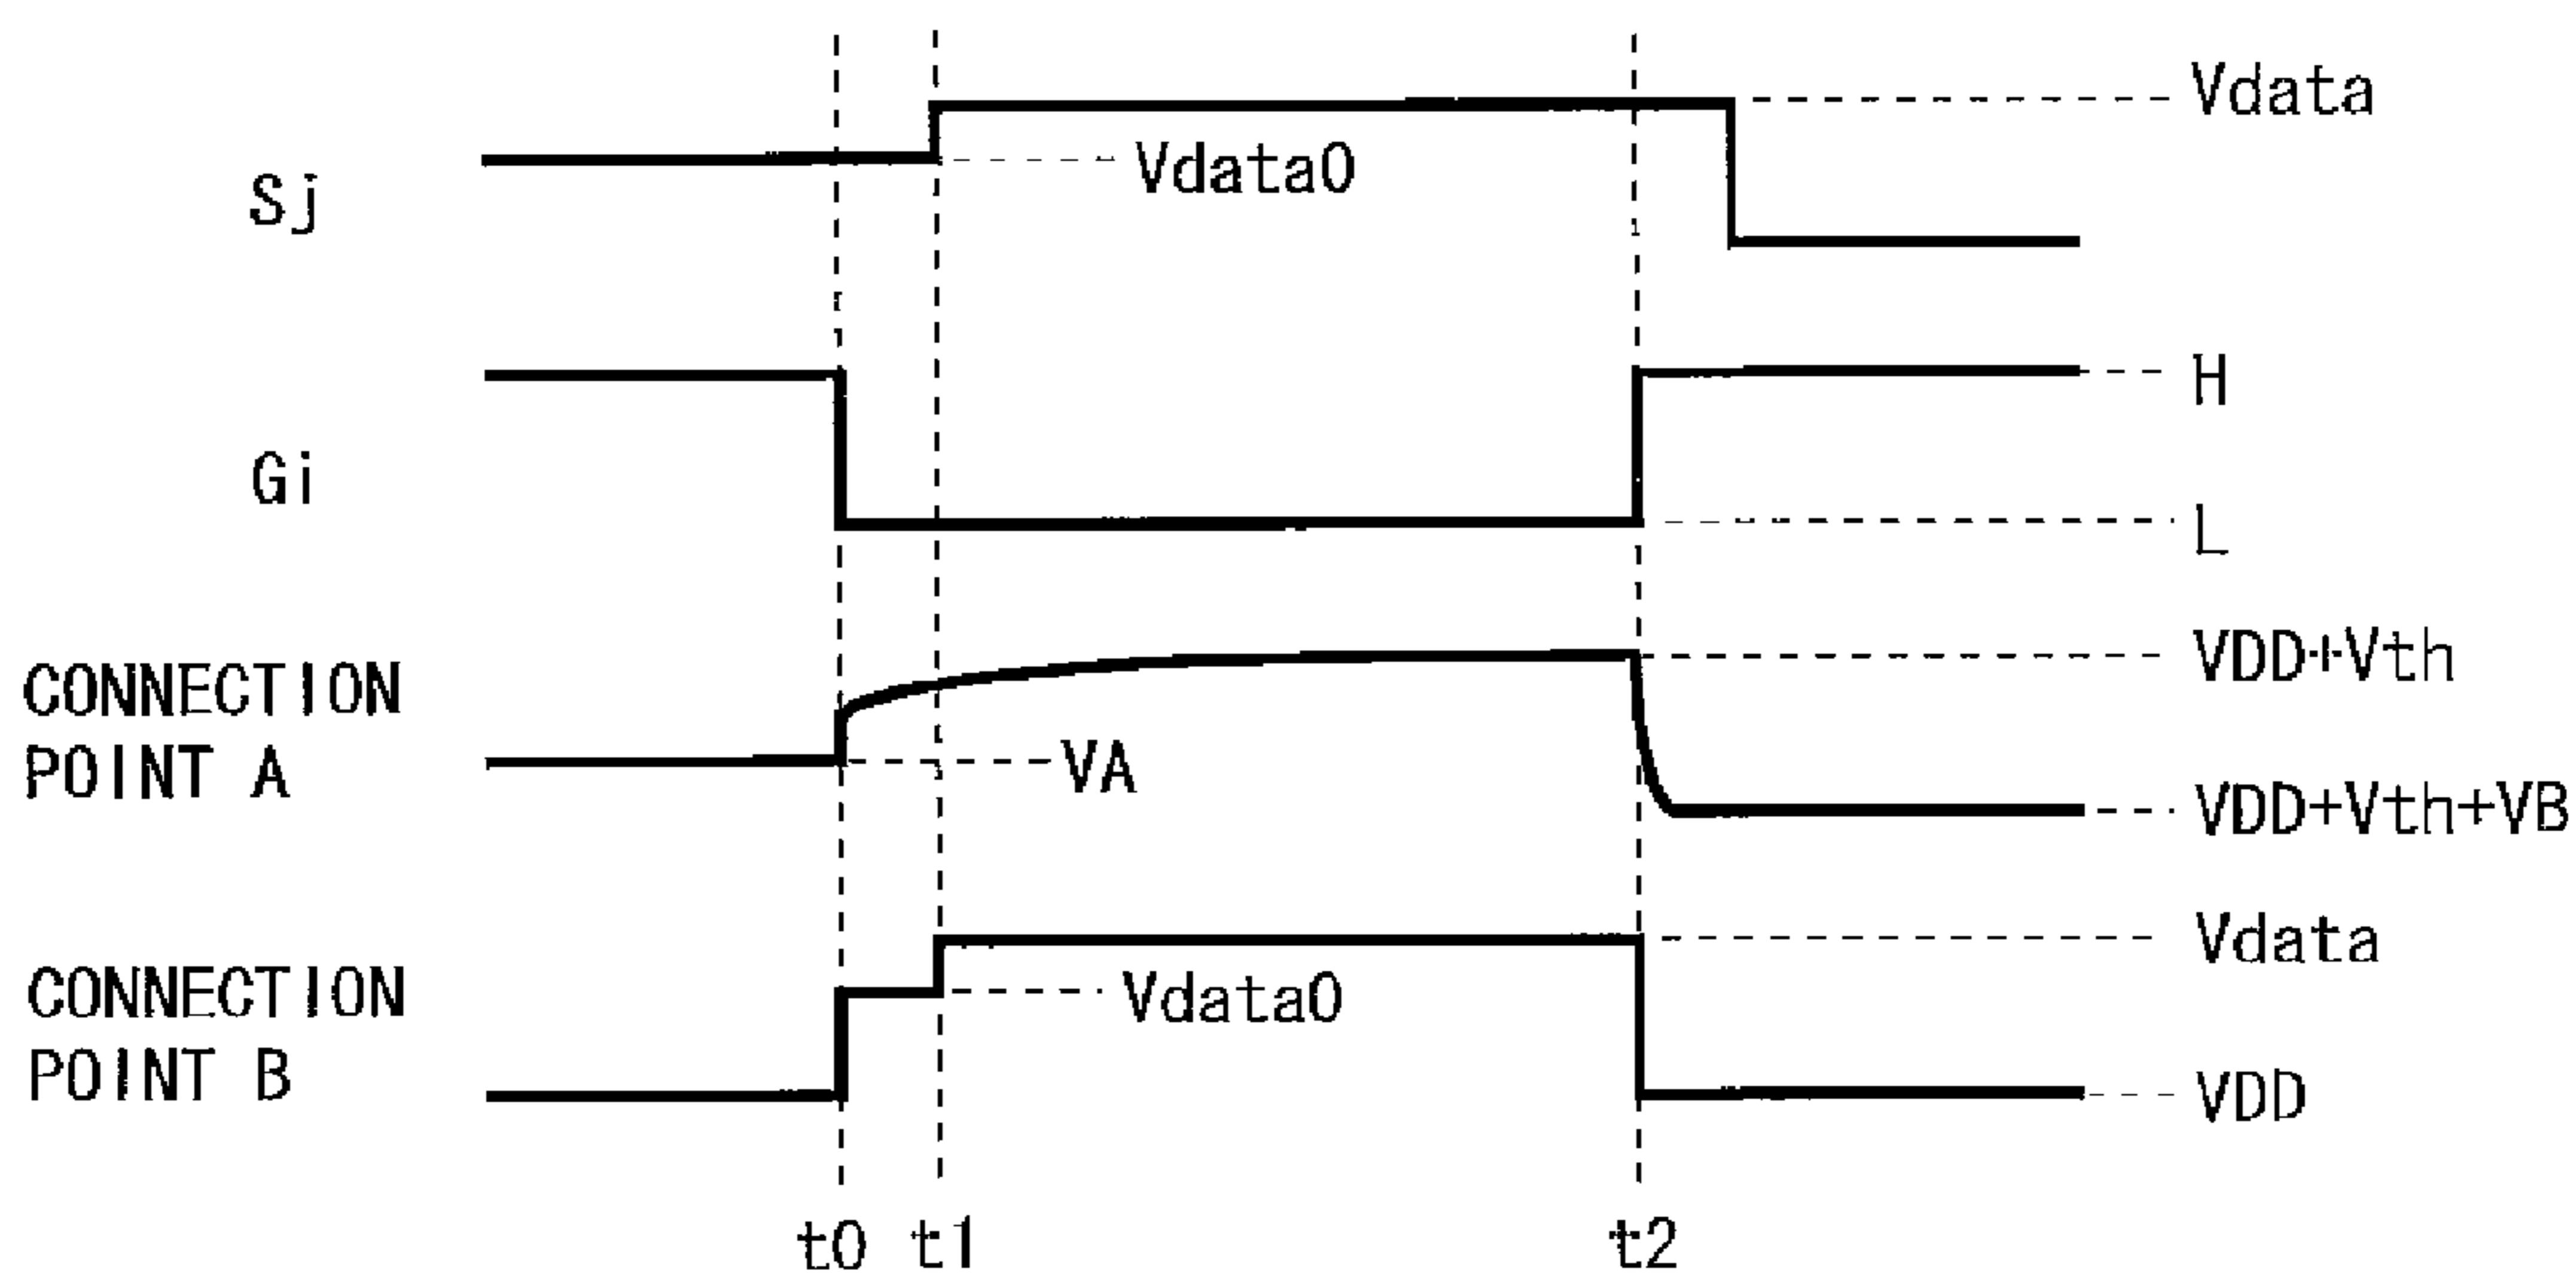 Vdata
Vdata0
Sj
H
Gi
L
VDD+Vth
CONNECTION
POINT A
VA
VDD+Vth+VB
Vdata
CONNECTION
POINT B
Vdata0
VDD
t0 t1 t2